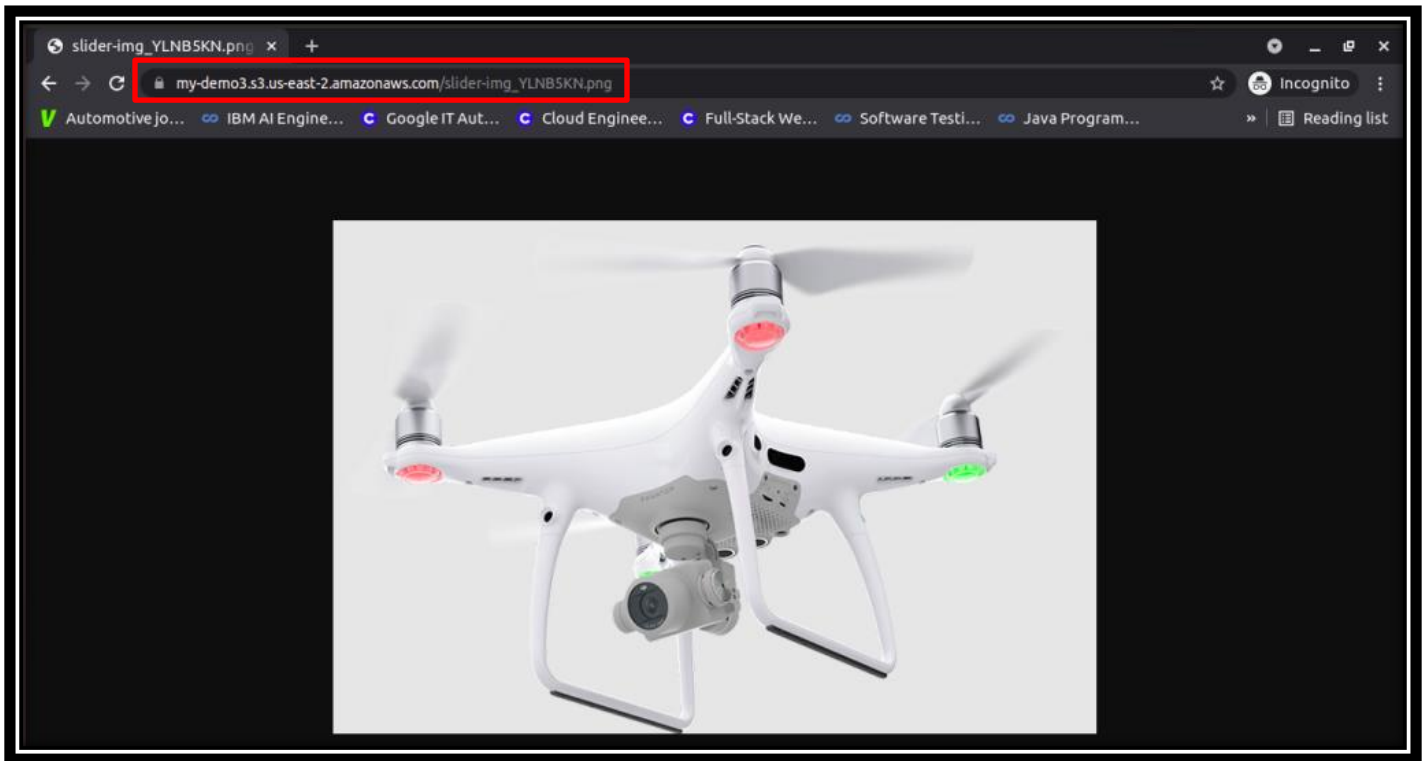 slider-img_YLNB5KN.png
my-demo3.s3.us-east-2.amazonaws.com/slider-img_YLNB5KN.png Incognito
Automotive jo... IBM AI Engine... Google IT Aut... Cloud Enginee... Full-Stack We... Software Testi... Java Program... » Reading list